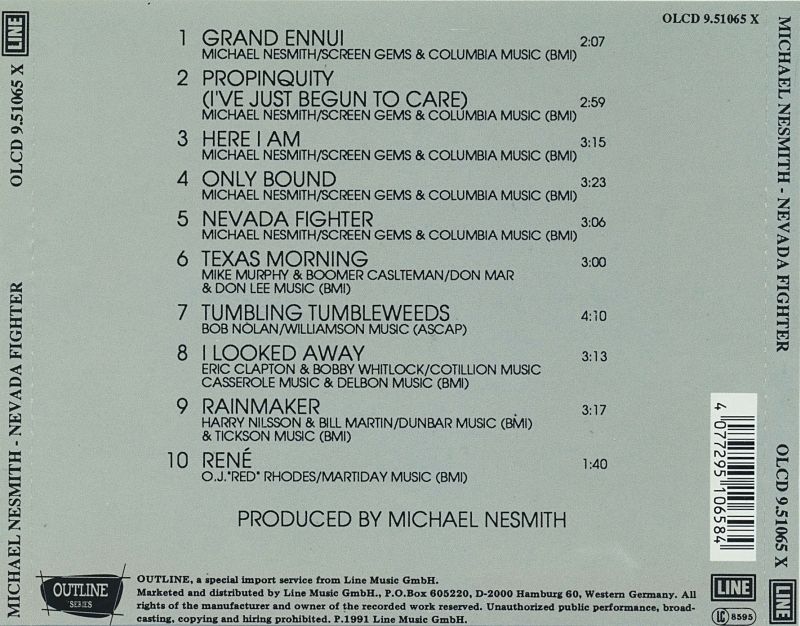 OLCD 9.51065 X
1 GRAND ENNUI 2:07
MICHAEL NESMITH/SCREEN GEMS & COLUMBIA MUSIC (BMI)
2 PROPINQUITY
(I'VE JUST BEGUN TO CARE) 2:59
MICHAEL NESMITH/SCREEN GEMS & COLUMBIA MUSIC (BMI)
3 HERE I AM 3:15
MICHAEL NESMITH/SCREEN GEMS & COLUMBIA MUSIC (BMI)
4 ONLY BOUND 3:23
MICHAEL NESMITH/SCREEN GEMS & COLUMBIA MUSIC (BMI)
5 NEVADA FIGHTER 3:06
MICHAEL NESMITH/SCREEN GEMS & COLUMBIA MUSIC (BMI)
6 TEXAS MORNING 3:00
MIKE MURPHY & BOOMER CASLTEMAN/DON MAR
& DON LEE MUSIC (BMI)
7 TUMBLING TUMBLEWEEDS 4:10
BOB NOLAN/WILLIAMSON MUSIC (ASCAP)
8 I LOOKED AWAY 3:13
ERIC CLAPTON & BOBBY WHITLOCK/COTILLION MUSIC
CASSEROLE MUSIC & DELBON MUSIC (BMI)
9 RAINMAKER 3:17
HARRY NILSSON & BILL MARTIN/DUNBAR MUSIC (BMI)
& TICKSON MUSIC (BMI)
10 RENÉ 1:40
O.J."RED" RHODES/MARTIDAY MUSIC (BMI)
PRODUCED BY MICHAEL NESMITH
OUTLINE
SERIES
OUTLINE, a special import service from Line Music GmbH.
Marketed and distributed by Line Music GmbH., P.O.Box 605220, D-2000 Hamburg 60, Western Germany. All
rights of the manufacturer and owner of the recorded work reserved. Unauthorized public performance, broad-
casting, copying and hiring prohibited. P.1991 Line Music GmbH.
LINE
LC 8595
4 077295 106584
MICHAEL NESMITH - NEVADA FIGHTER OLCD 9.51065 X LINE
MICHAEL NESMITH - NEVADA FIGHTER OLCD 9.51065 X LINE